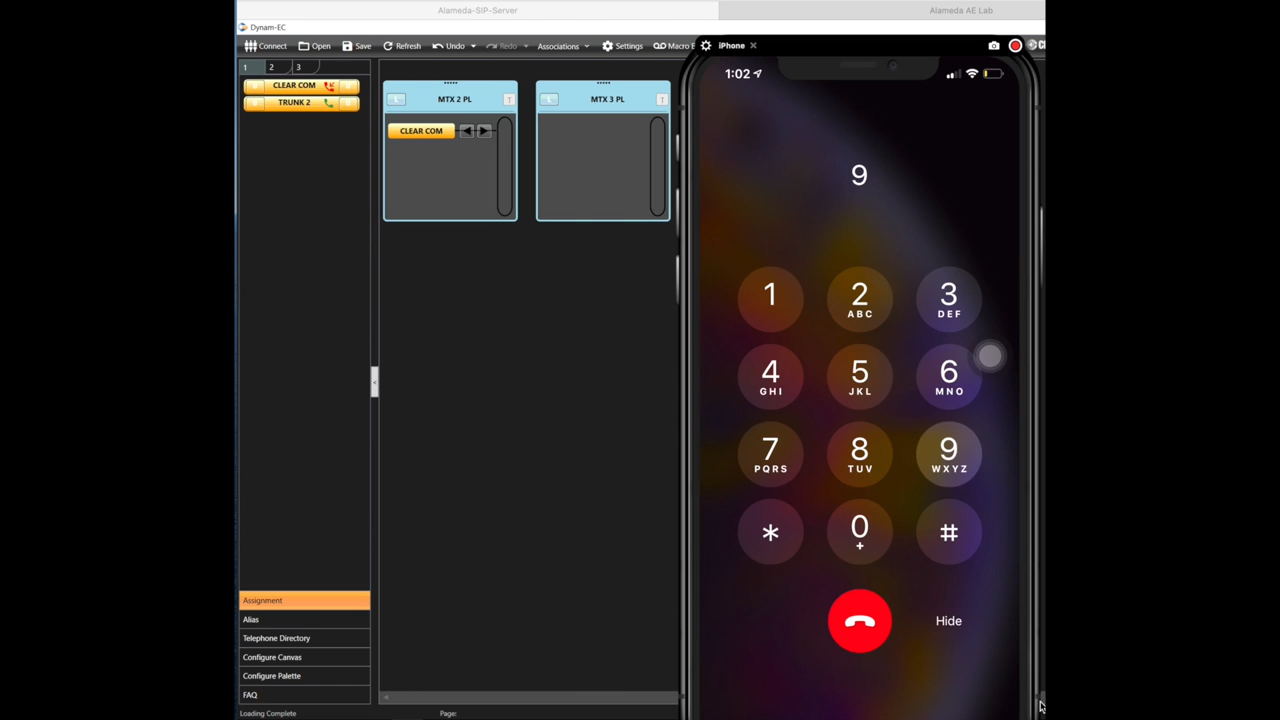 Alameda-SIP-Server
Alameda AE Lab
Dynam-EC
Connect Open Save Refresh Undo Redo Associations Settings Macro
iPhone
1 2 3
CLEAR COM
TRUNK 2
L MTX 2 PL T
L MTX 3 PL T
CLEAR COM
1:02
9
1
2 ABC
3 DEF
4 GHI
5 JKL
6 MNO
7 PQRS
8 TUV
9 WXYZ
*
0 +
#
Hide
Assignment
Alias
Telephone Directory
Configure Canvas
Configure Palette
FAQ
Loading Complete
Page: